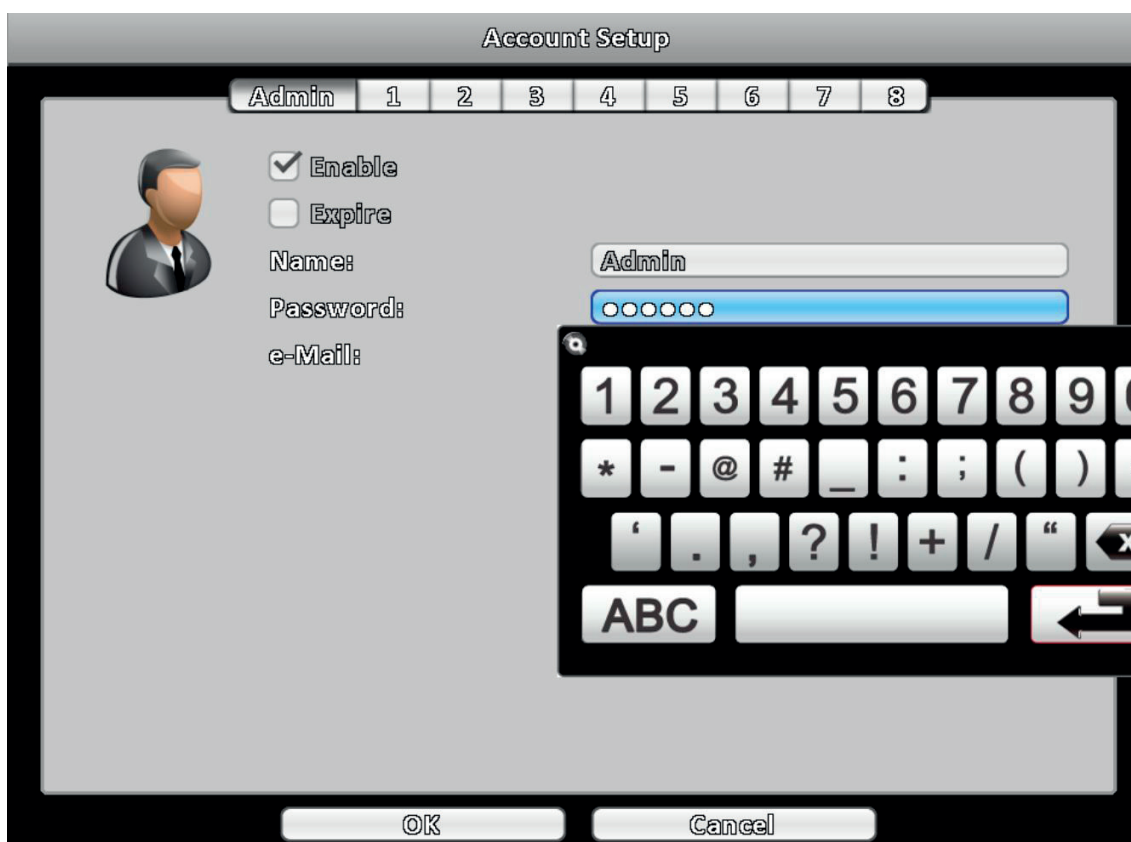 Account Setup
Admin 1 2 3 4 5 6 7 8
Enable
Expire
Name: Admin
Password: ○○○○○○
e-Mail:
1 2 3 4 5 6 7 8 9
* - @ # _ : ; ( )
‘ . , ? ! + / “ x
ABC
OK Cancel